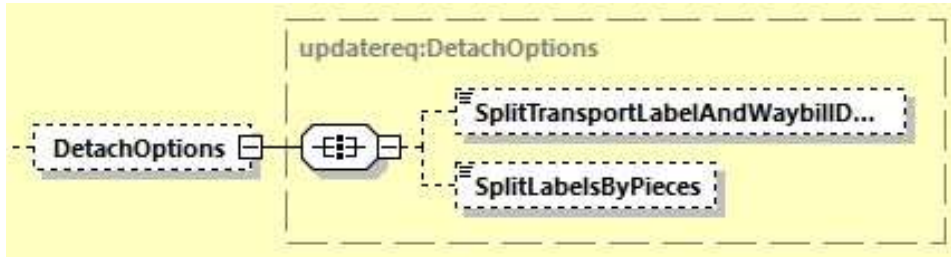 updatereq:DetachOptions
SplitTransportLabelAndWaybillD...
DetachOptions
SplitLabelsByPieces